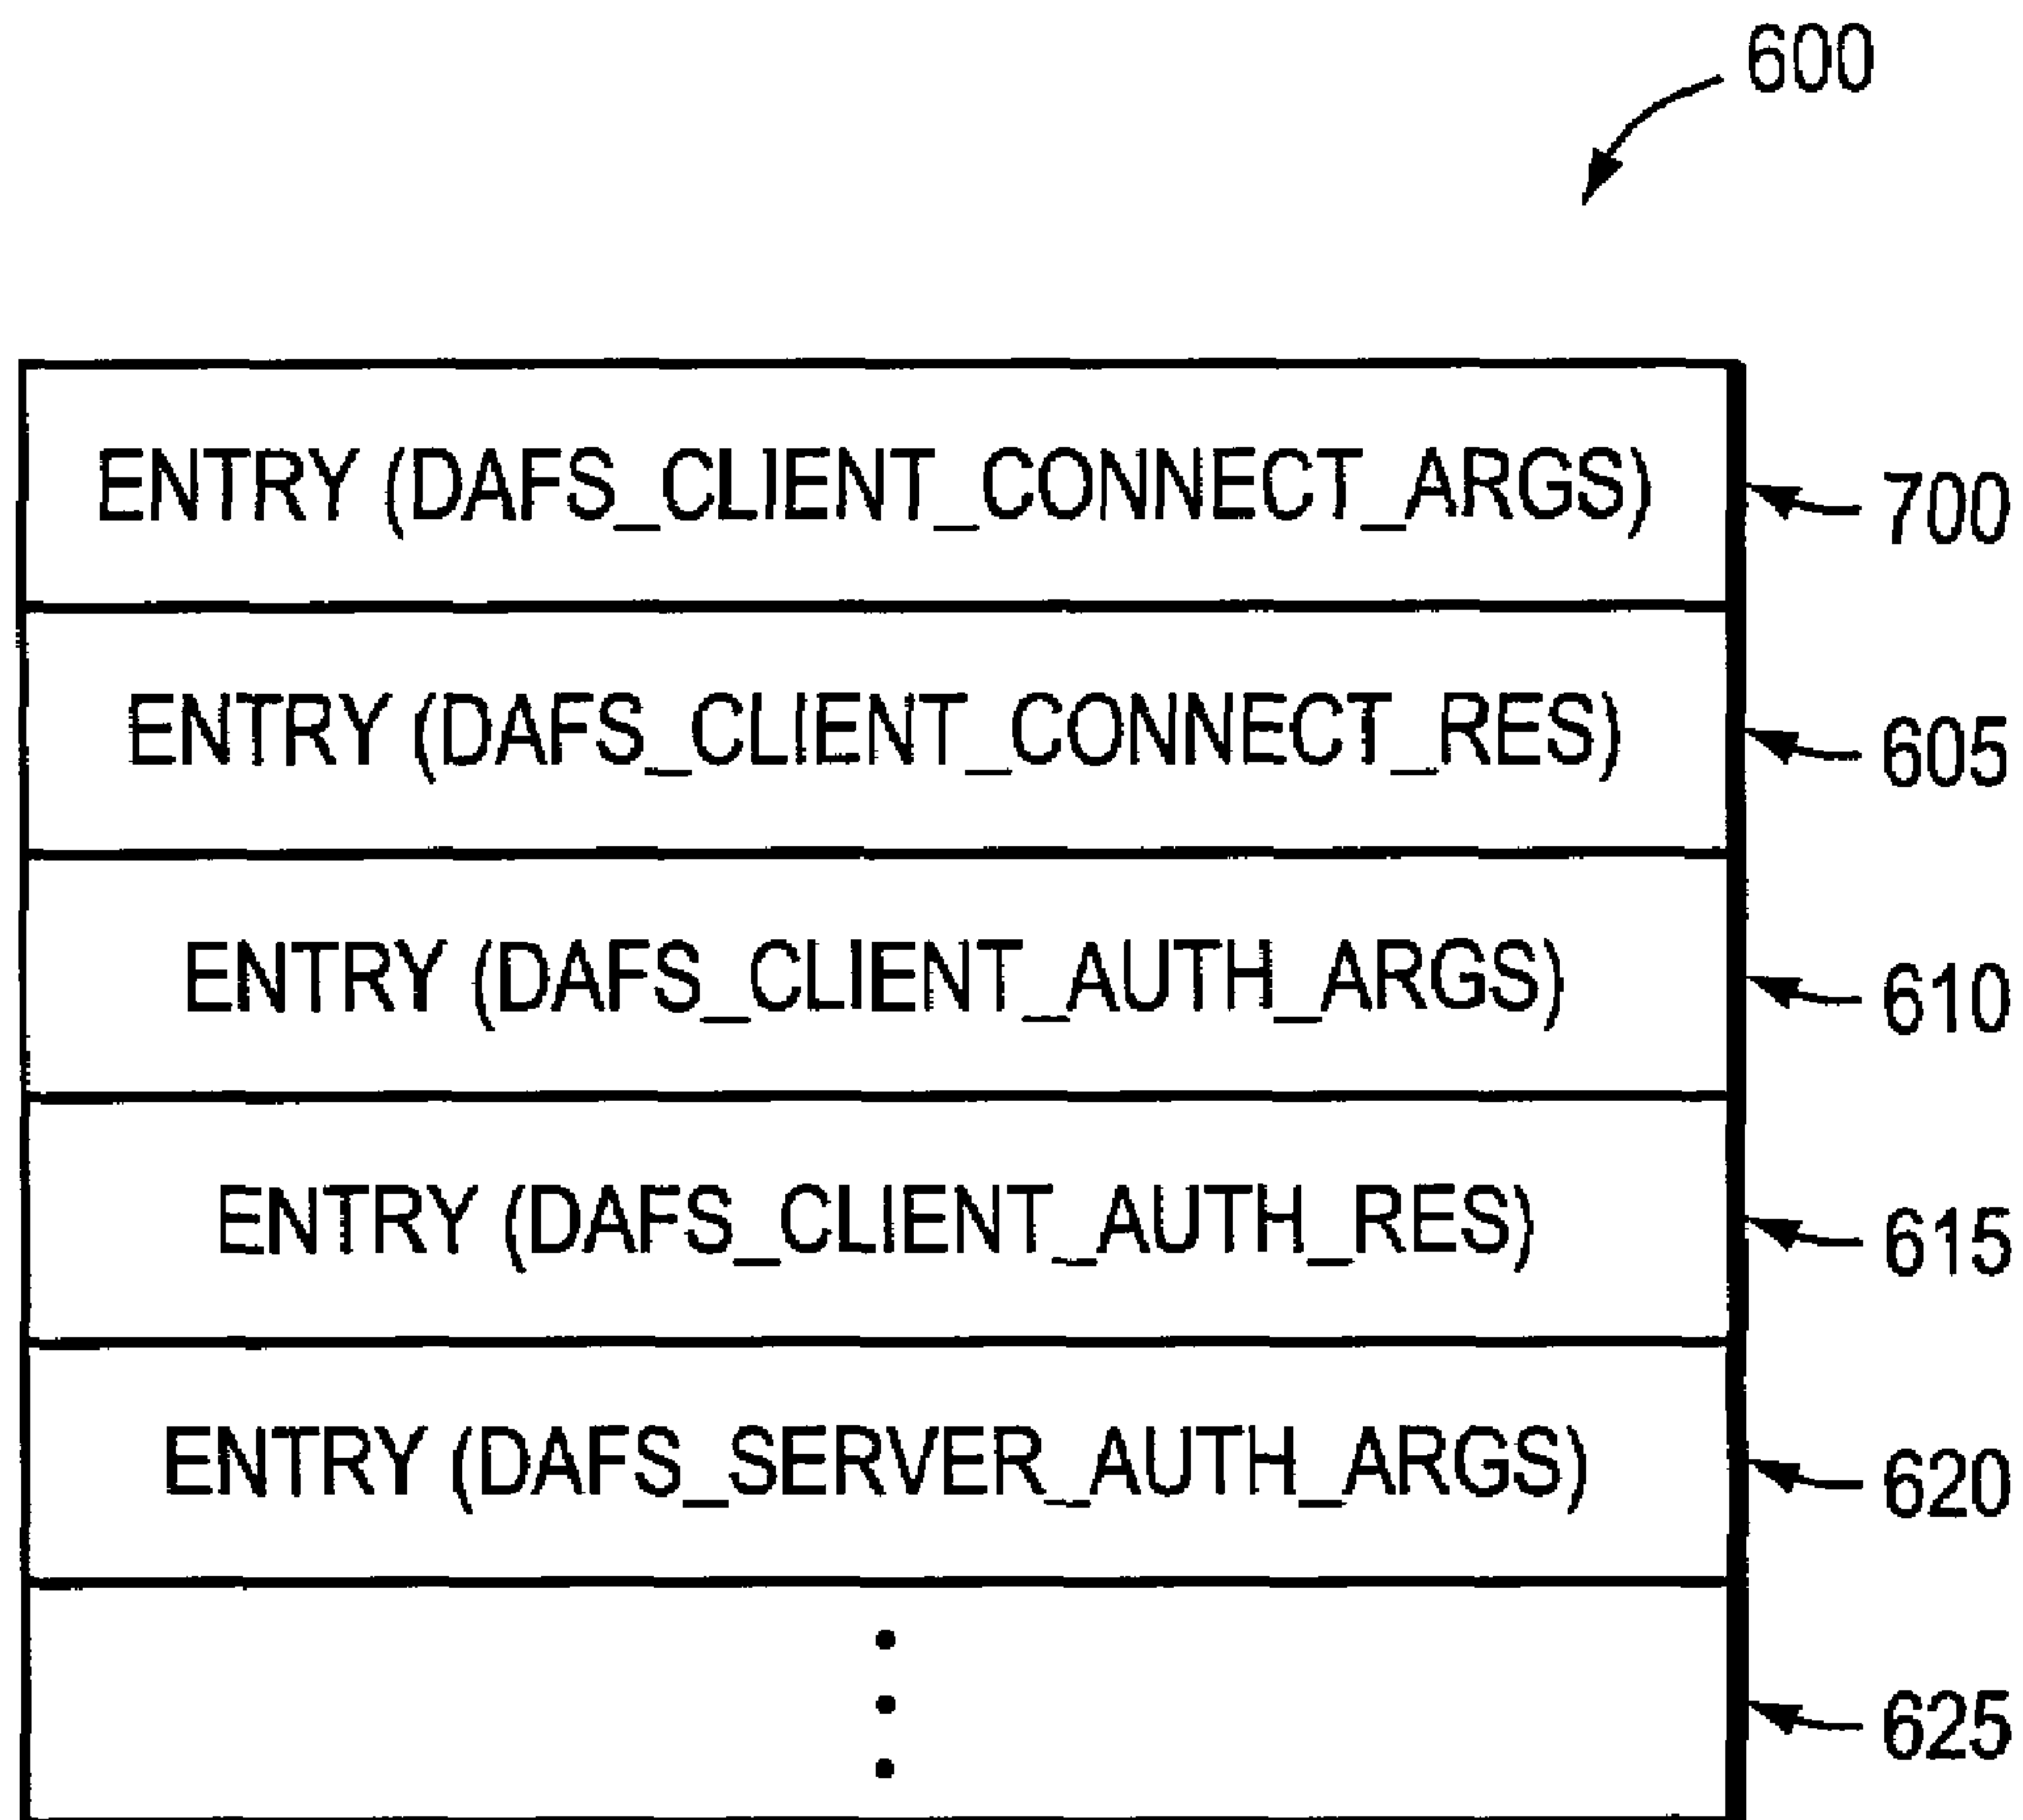 600
ENTRY (DAFS_CLIENT_CONNECT_ARGS) 700
ENTRY (DAFS_CLIENT_CONNECT_RES) 605
ENTRY (DAFS_CLIENT_AUTH_ARGS) 610
ENTRY (DAFS_CLIENT_AUTH_RES) 615
ENTRY (DAFS_SERVER_AUTH_ARGS) 620
625